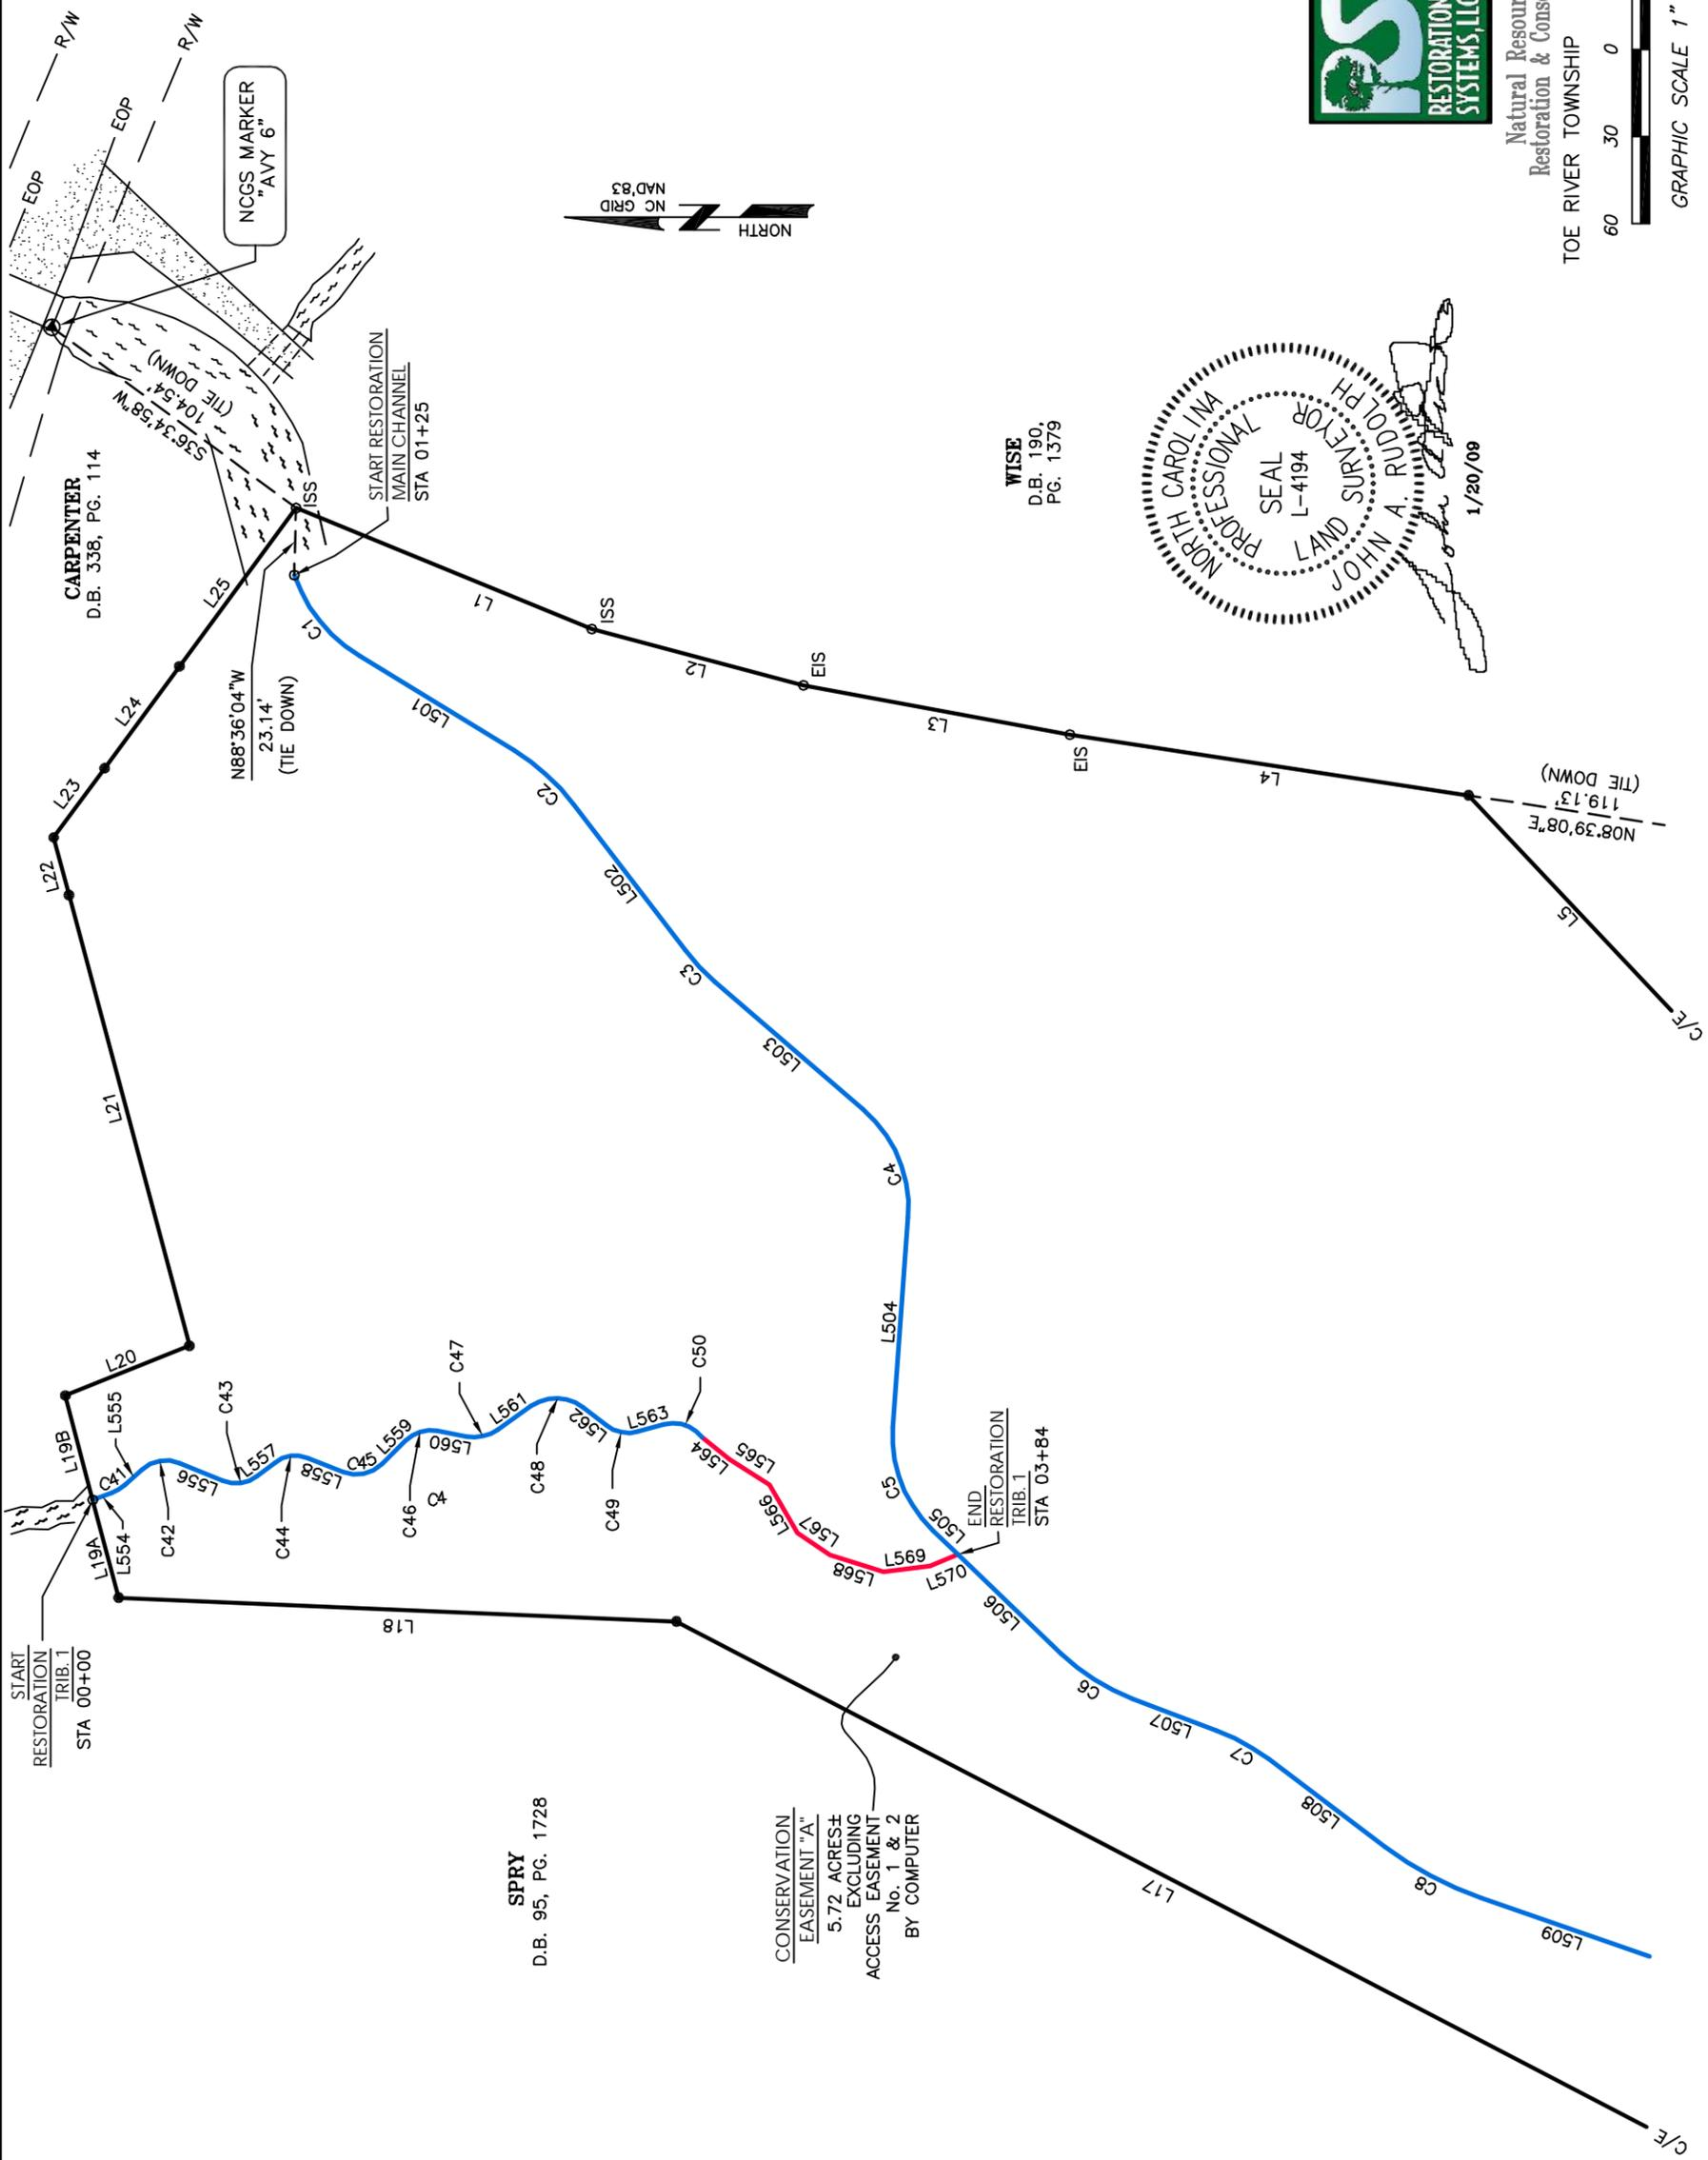 R/W
R/W
EOP
EOP
NCGS MARKER
"AVY 6"
S36°34'58"W
104.54'
(TIE DOWN)
CARPENTER
D.B. 338, PG. 114
ISS
START RESTORATION
MAIN CHANNEL
STA 01+25
N88°36'04"W
23.14'
(TIE DOWN)
NC GRID
NAD'83
NORTH
WISE
D.B. 190,
PG. 1379
NORTH CAROLINA
PROFESSIONAL
SEAL
L-4194
LAND SURVEYOR
JOHN A. RUDOLPH
1/20/09
RS
RESTORATION
SYSTEMS, LLC
Natural Resour
Restoration & Cons
TOE RIVER TOWNSHIP
60
30
0
GRAPHIC SCALE 1"
L25
L24
L23
L22
L21
L20
L19B
L19A
L18
L17
L1
ISS
L2
EIS
L3
EIS
L4
N08°39'08"E
119.13'
(TIE DOWN)
L5
C/E
C1
L501
C2
L502
C3
L503
C4
L504
C5
L505
END
RESTORATION
TRIB. 1
STA 03+84
L506
C6
L507
C7
L508
C8
L509
START
RESTORATION
TRIB. 1
STA 00+00
L554
C41
L555
C42
L556
C43
L557
C44
L558
C45
L559
C46
C4
L560
C47
L561
C48
L562
C49
L563
C50
L564
L565
L566
L567
L568
L569
L570
SPRY
D.B. 95, PG. 1728
CONSERVATION
EASEMENT "A"
5.72 ACRES±
EXCLUDING
ACCESS EASEMENT
No. 1 & 2
BY COMPUTER
C/E